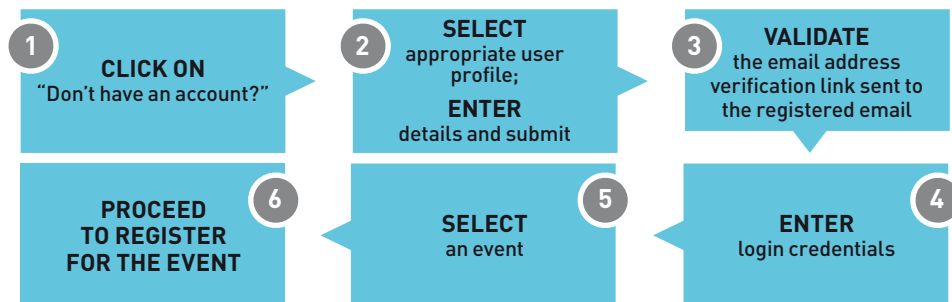 1
CLICK ON
“Don’t have an account?”
2
SELECT
appropriate user
profile;
ENTER
details and submit
3
VALIDATE
the email address
verification link sent to
the registered email
4
ENTER
login credentials
5
SELECT
an event
6
PROCEED
TO REGISTER
FOR THE EVENT